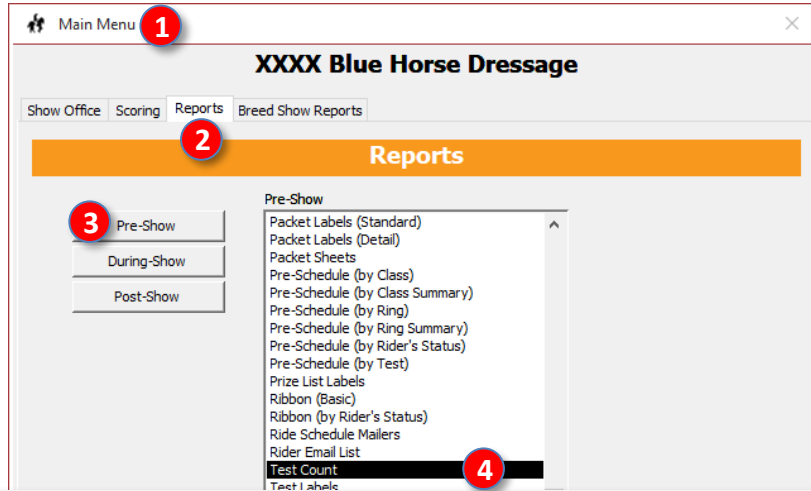 Main Menu 1
XXXX Blue Horse Dressage
Show Office Scoring Reports Breed Show Reports
2
Reports
Pre-Show
3 Pre-Show
During-Show
Post-Show
Packet Labels (Standard)
Packet Labels (Detail)
Packet Sheets
Pre-Schedule (by Class)
Pre-Schedule (by Class Summary)
Pre-Schedule (by Ring)
Pre-Schedule (by Ring Summary)
Pre-Schedule (by Rider's Status)
Pre-Schedule (by Test)
Prize List Labels
Ribbon (Basic)
Ribbon (by Rider's Status)
Ride Schedule Mailers
Rider Email List
Test Count 4
Test Labels